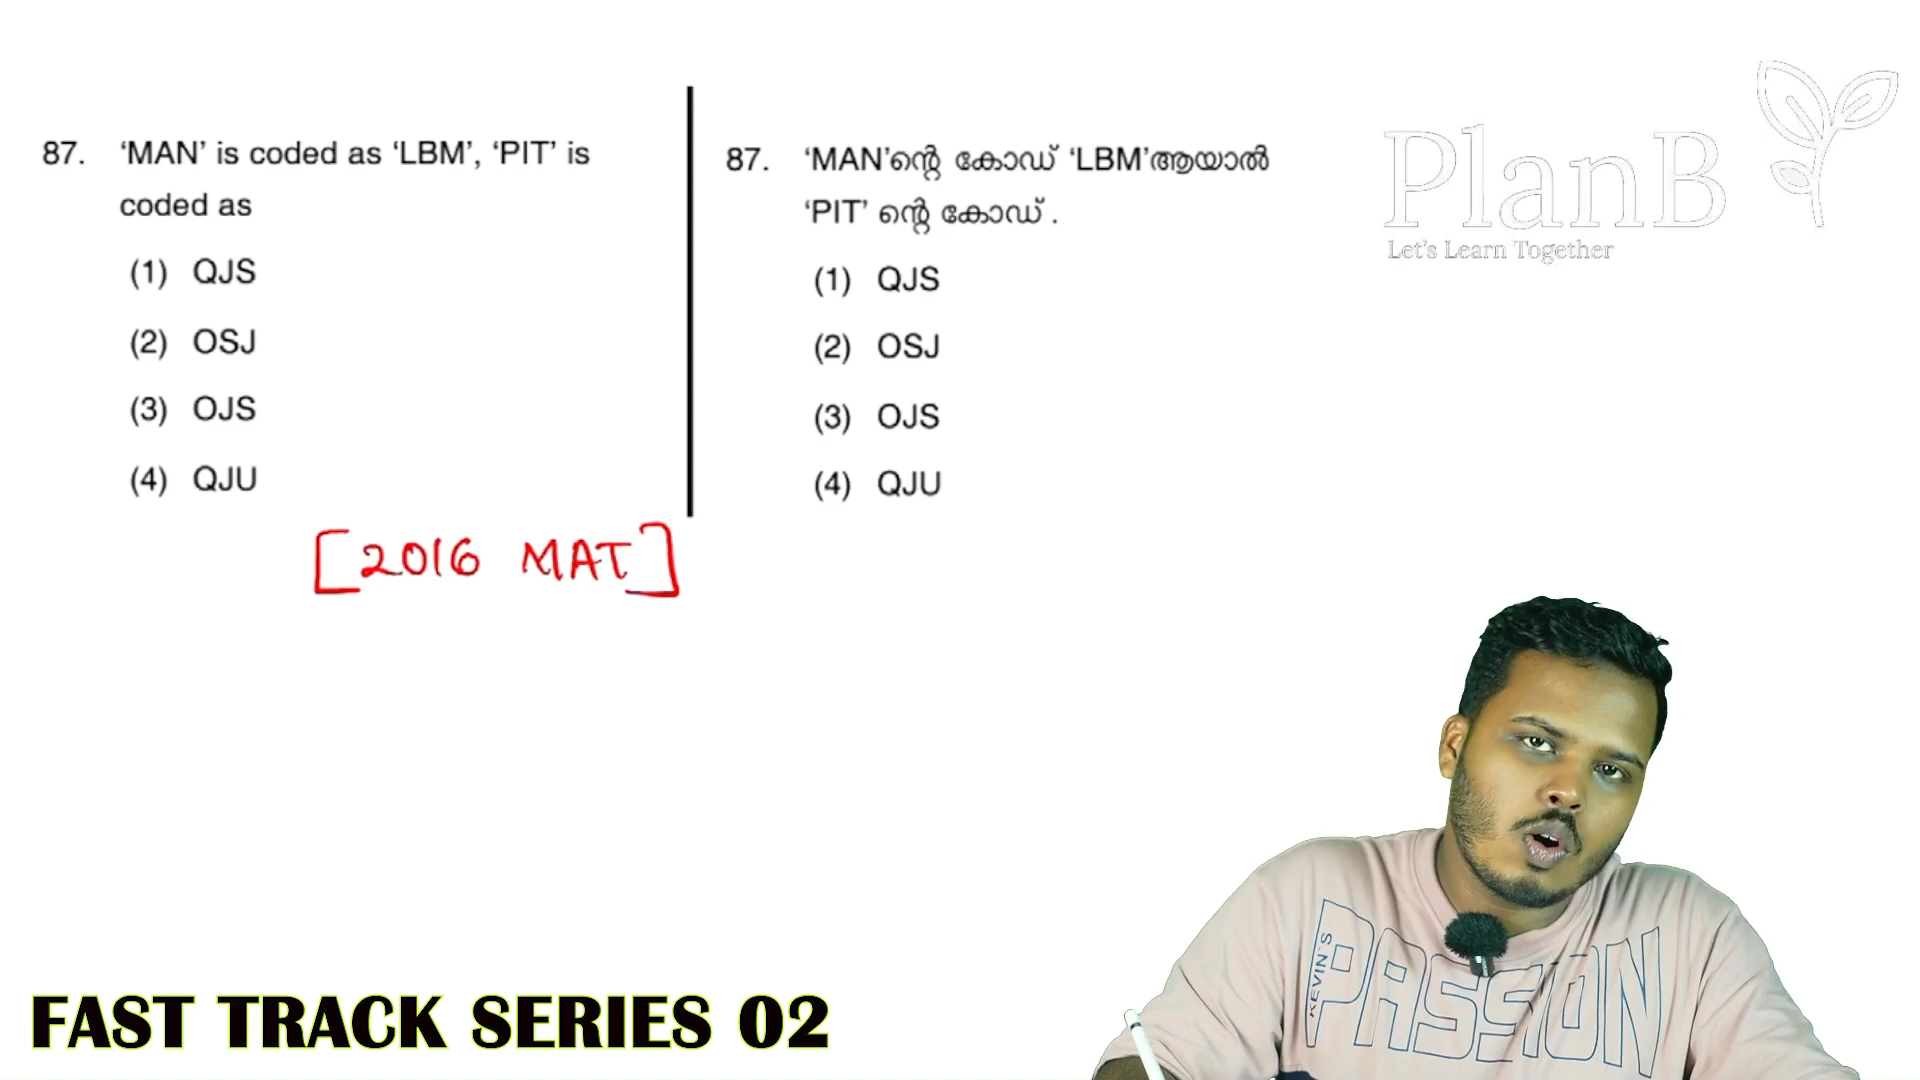 87. ‘MAN’ is coded as ‘LBM’, ‘PIT’ is
coded as
(1) QJS
(2) OSJ
(3) OJS
(4) QJU
[2016 MAT]
87. ‘MAN’ന്റെ കോഡ് ‘LBM’ആയാൽ
‘PIT’ ന്റെ കോഡ് .
(1) QJS
(2) OSJ
(3) OJS
(4) QJU
PlanB
Let's Learn Together
KEVIN'S
PASSION
FAST TRACK SERIES 02